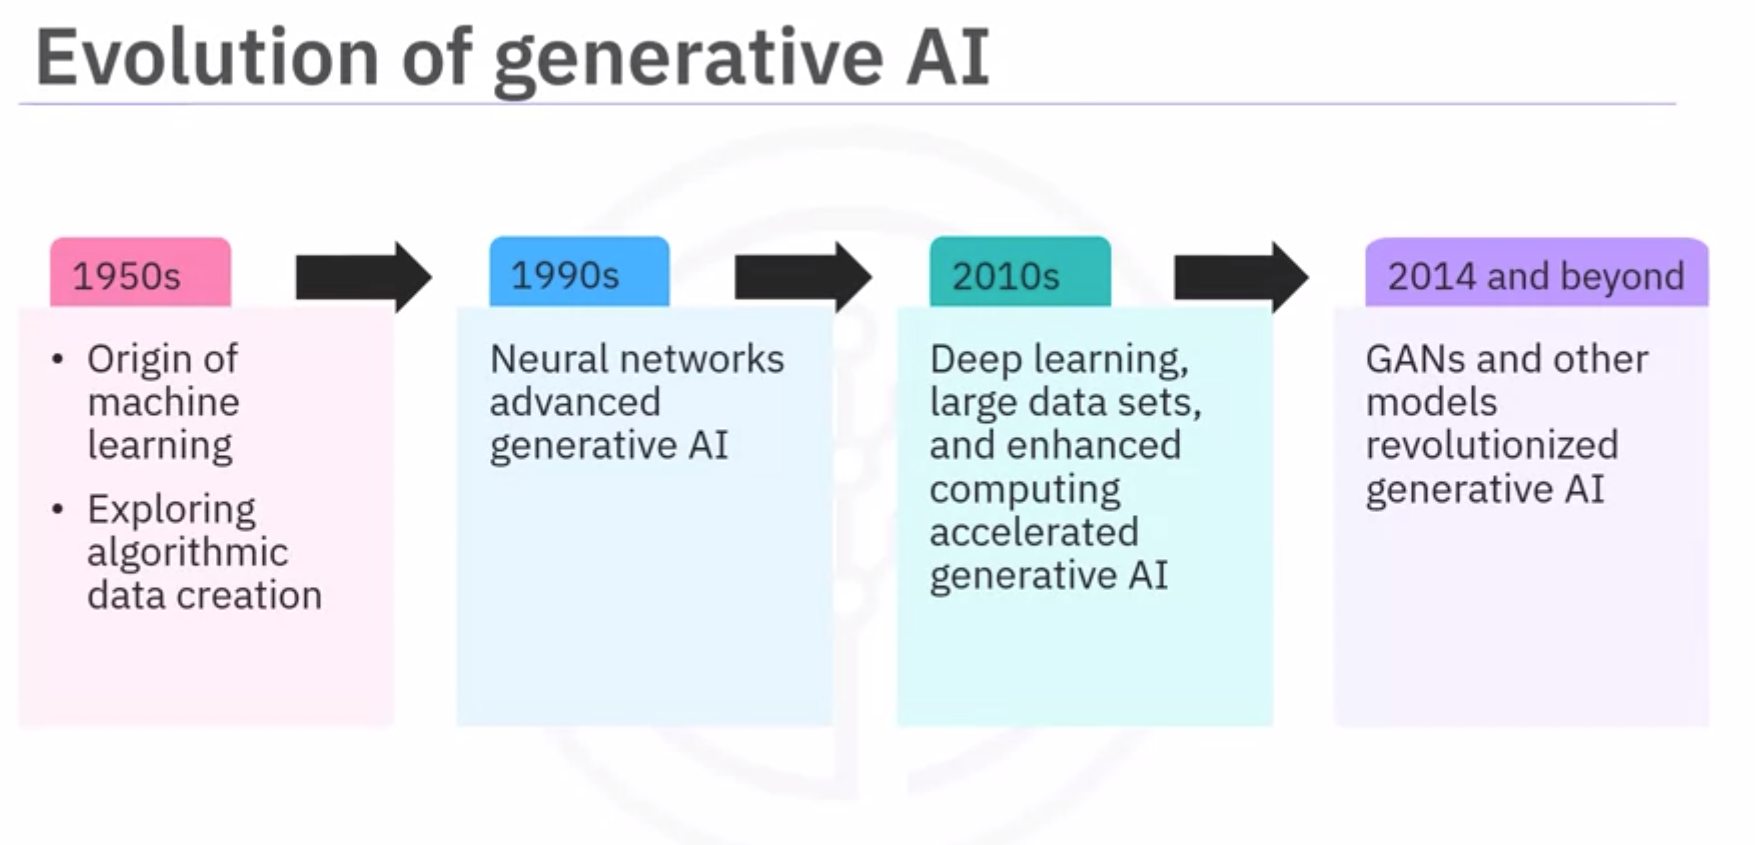 Evolution of generative AI
1950s
• Origin of
machine
learning
• Exploring
algorithmic
data creation
1990s
Neural networks
advanced
generative AI
2010s
Deep learning,
large data sets,
and enhanced
computing
accelerated
generative AI
2014 and beyond
GANs and other
models
revolutionized
generative AI